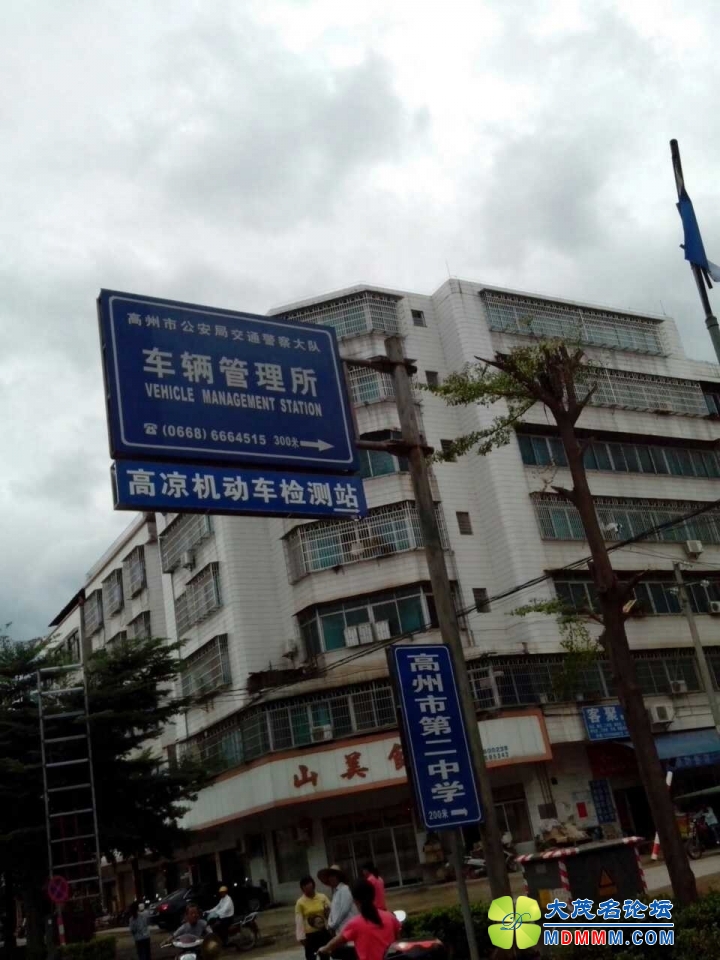 高州市公安局交通警察大队
车辆管理所
VEHICLE MANAGEMENT STATION
☎(0668)6664515 300米
高凉机动车检测站
高州市第二中学
200米
山美
客聚
大茂名论坛
MDMMM.COM